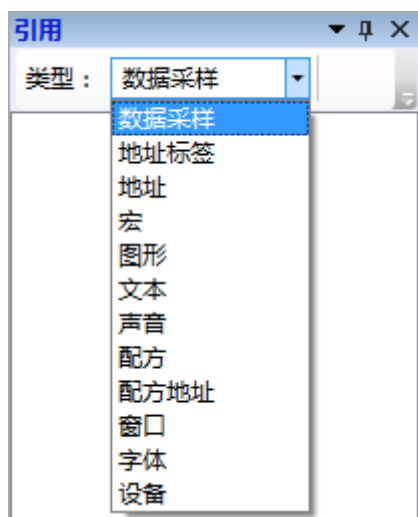 引用
类型： 数据采样
数据采样
地址标签
地址
宏
图形
文本
声音
配方
配方地址
窗口
字体
设备